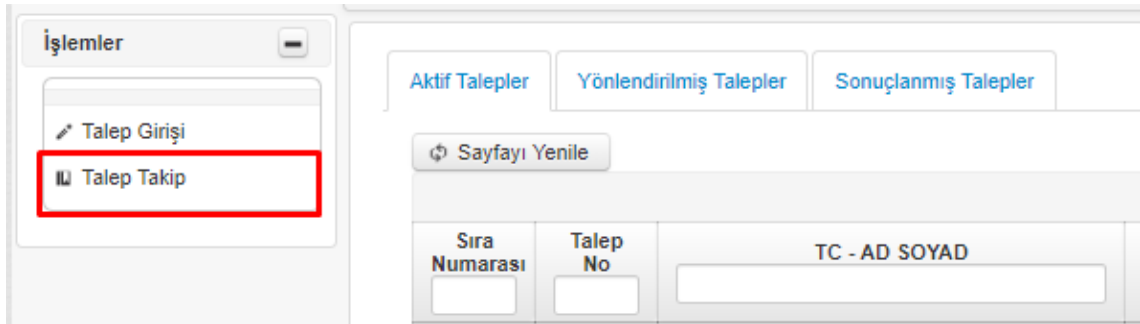 İşlemler
Talep Girişi
Talep Takip
Aktif Talepler
Yönlendirilmiş Talepler
Sonuçlanmış Talepler
Sayfayı Yenile
Sıra
Numarası
Talep
No
TC - AD SOYAD